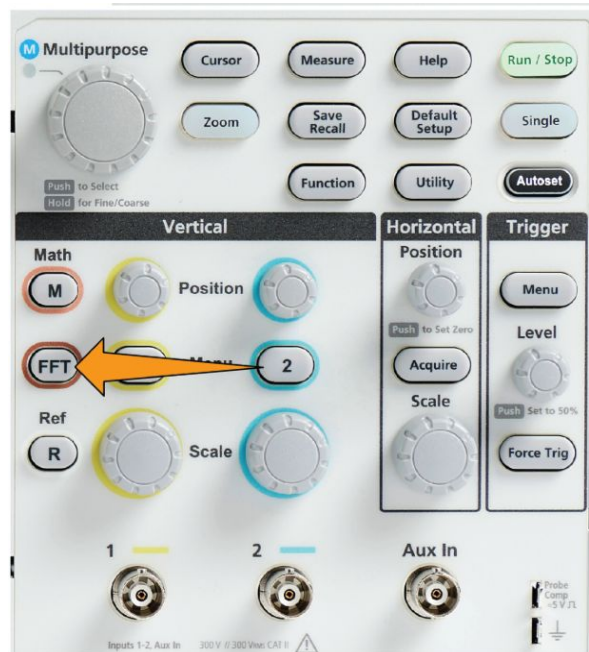 M Multipurpose
Cursor
Measure
Help
Run / Stop
Zoom
Save
Recall
Default
Setup
Single
Push to Select
Hold for Fine/Coarse
Function
Utility
Autoset
Vertical
Horizontal
Trigger
Math
Position
M
Position
Menu
Push to Set Zero
Level
FFT
2
Acquire
Ref
Scale
Push Set to 50%
R
Scale
Force Trig
1
2
Aux In
Probe
Comp
~5 V
Inputs 1-2, Aux In 300 V // 300 VRMS CAT II